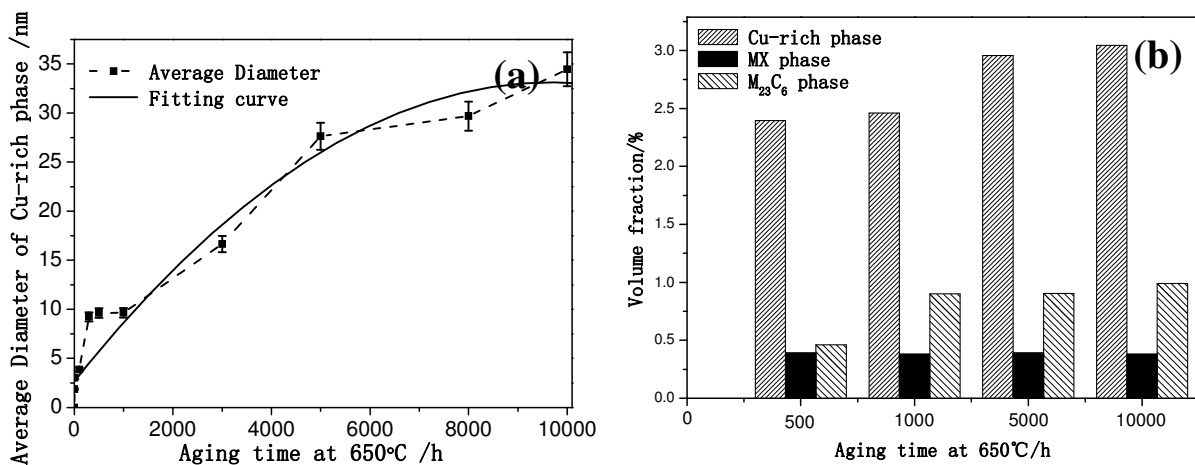 Average Diameter of Cu-rich phase /nm
35
30
25
20
15
10
5
0
Average Diameter
Fitting curve
(a)
0 2000 4000 6000 8000 10000
Aging time at 650°C /h
Volume fraction/%
3.0
2.5
2.0
1.5
1.0
0.5
0.0
Cu-rich phase
MX phase
M23C6 phase
(b)
0 500 1000 5000 10000
Aging time at 650℃/h